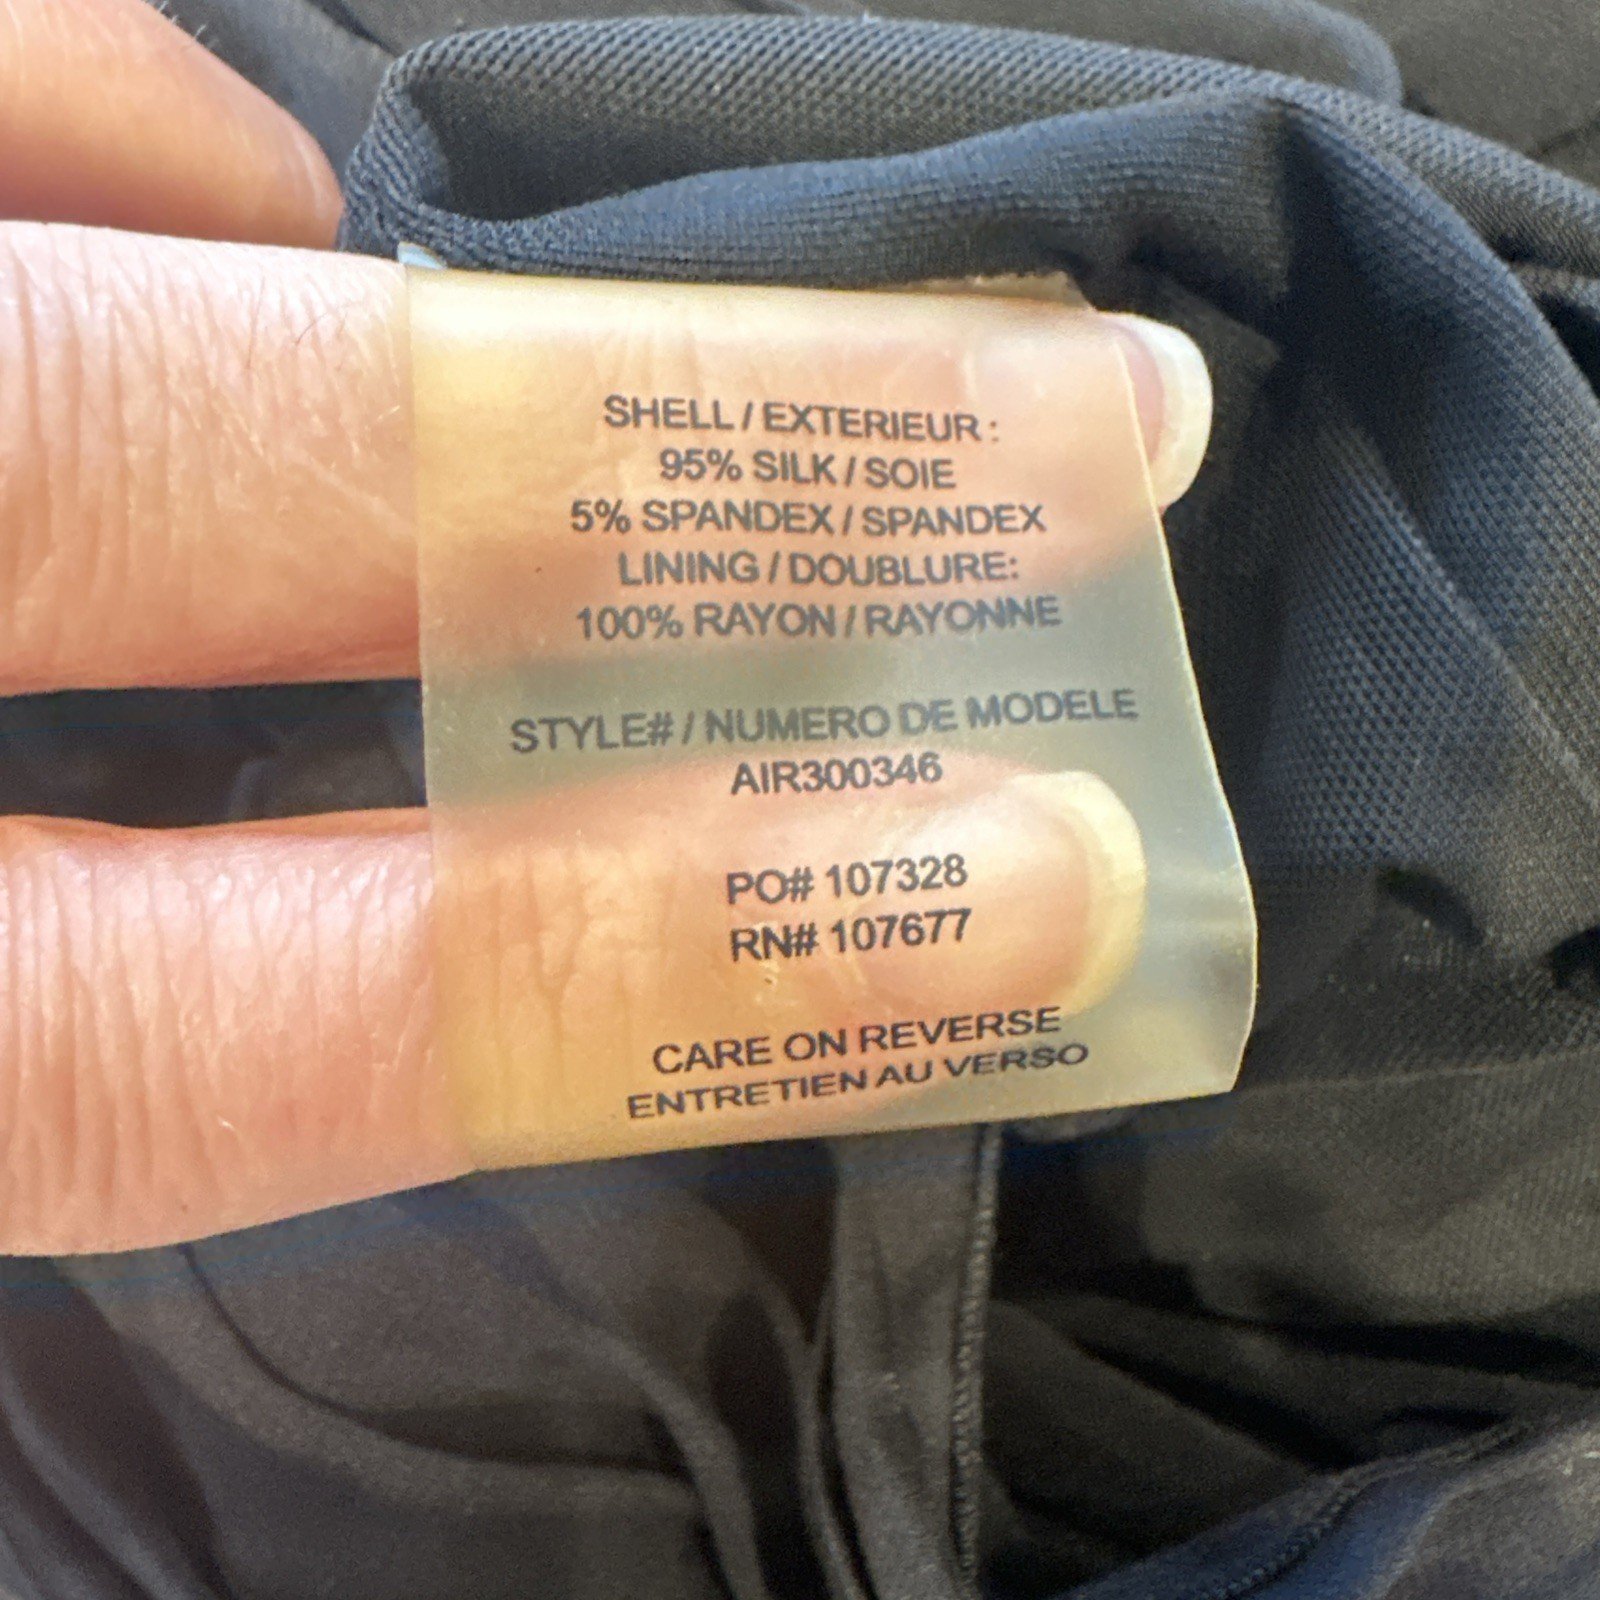 SHELL / EXTERIEUR :
95% SILK / SOIE
5% SPANDEX / SPANDEX
LINING / DOUBLURE:
100% RAYON / RAYONNE
STYLE# / NUMERO DE MODELE
AIR300346
PO# 107328
RN# 107677
CARE ON REVERSE
ENTRETIEN AU VERSO